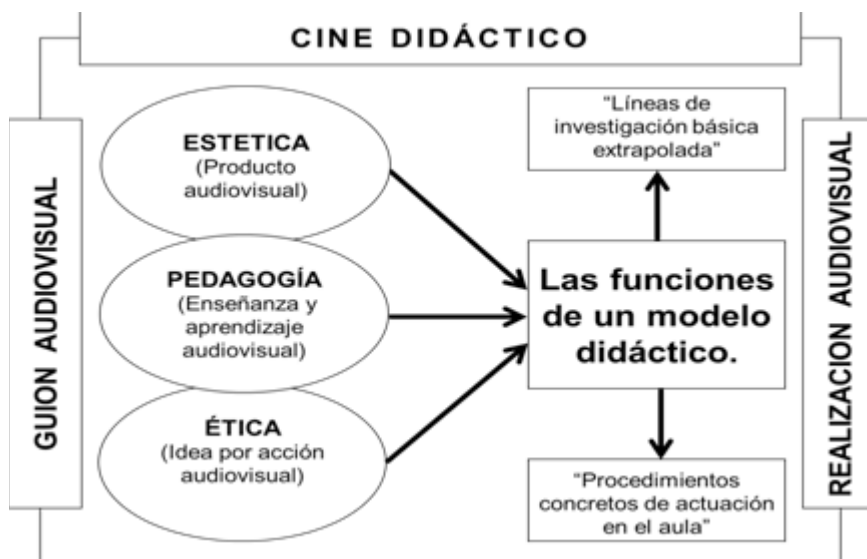 CINE DIDÁCTICO
GUION AUDIOVISUAL
ESTETICA
(Producto
audiovisual)
PEDAGOGÍA
(Enseñanza y
aprendizaje
audiovisual)
ÉTICA
(Idea por acción
audiovisual)
“Líneas de
investigación básica
extrapolada”
Las funciones
de un modelo
didáctico.
“Procedimientos
concretos de actuación
en el aula”
REALIZACION AUDIOVISUAL